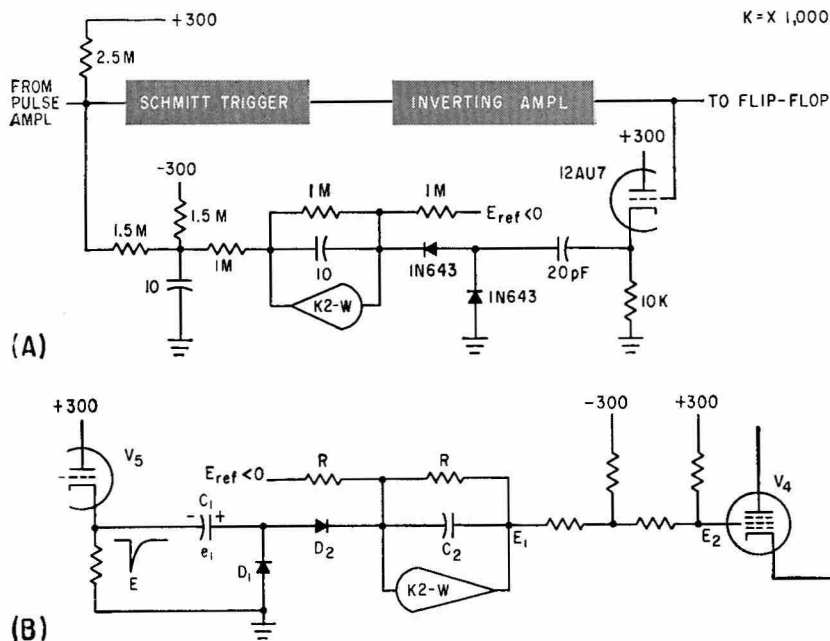 K = X 1,000
+300
2.5 M
FROM
PULSE
AMPL
SCHMITT TRIGGER
INVERTING AMPL
TO FLIP-FLOP
+300
12AU7
-300
1.5M
1.5M
1M
10
1M
1M
Eref<0
10
K2-W
1N643
1N643
20pF
10K
(A)
+300
V5
Eref<0
R
R
-300
+300
V4
C1
- +
e1
E
D1
D2
C2
K2-W
E1
E2
(B)